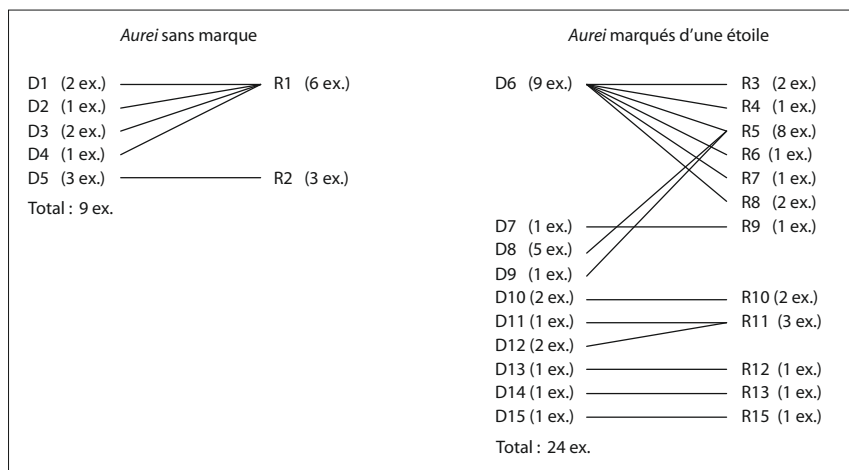 Aurei sans marque
D1 (2 ex.) R1 (6 ex.)
D2 (1 ex.)
D3 (2 ex.)
D4 (1 ex.)
D5 (3 ex.) R2 (3 ex.)
Total : 9 ex.
Aurei marqués d'une étoile
D6 (9 ex.) R3 (2 ex.)
R4 (1 ex.)
R5 (8 ex.)
R6 (1 ex.)
R7 (1 ex.)
R8 (2 ex.)
D7 (1 ex.) R9 (1 ex.)
D8 (5 ex.)
D9 (1 ex.)
D10 (2 ex.) R10 (2 ex.)
D11 (1 ex.) R11 (3 ex.)
D12 (2 ex.)
D13 (1 ex.) R12 (1 ex.)
D14 (1 ex.) R13 (1 ex.)
D15 (1 ex.) R15 (1 ex.)
Total : 24 ex.